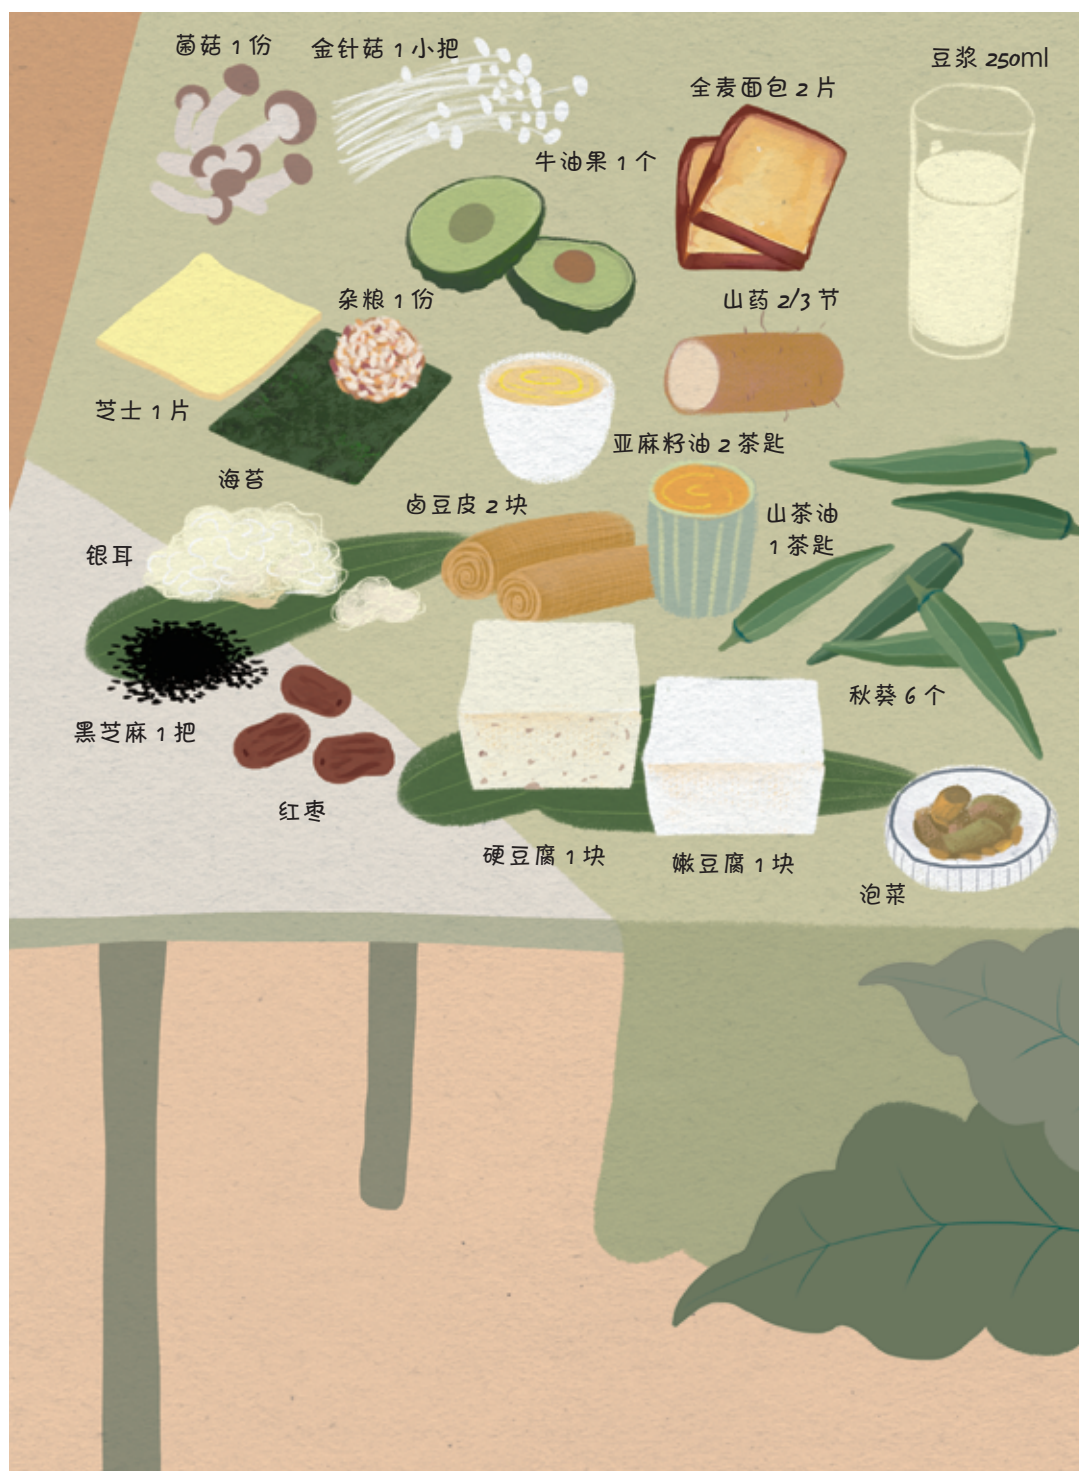 菌菇 1 份
金针菇 1 小把
豆浆 250ml
全麦面包 2 片
牛油果 1 个
杂粮 1 份
山药 2/3 节
芝士 1 片
亚麻籽油 2 茶匙
海苔
卤豆皮 2 块
山茶油
1 茶匙
银耳
秋葵 6 个
黑芝麻 1 把
红枣
硬豆腐 1 块
嫩豆腐 1 块
泡菜